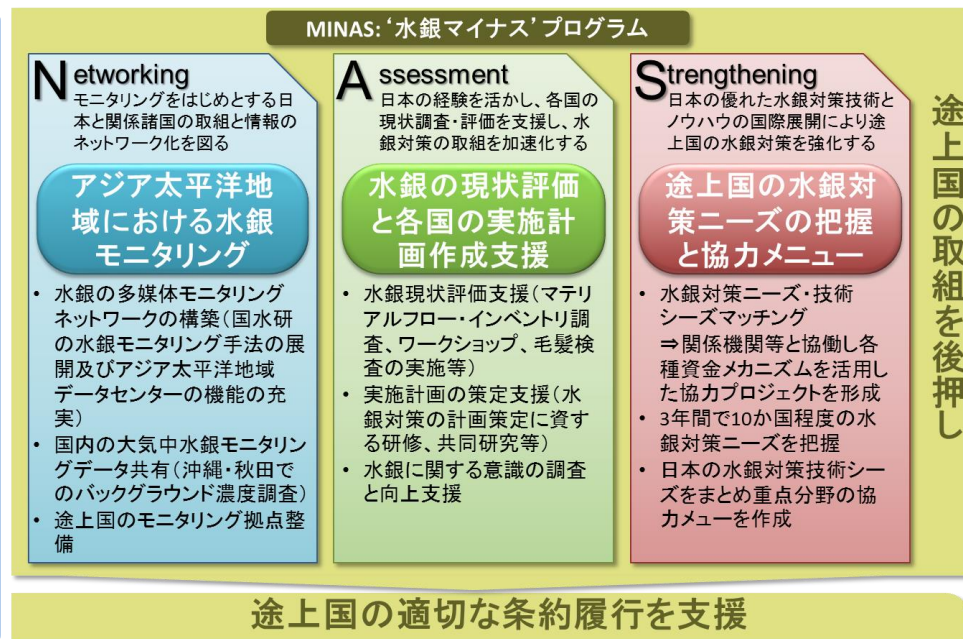 MINAS: ‘水銀マイナス’プログラム
Networking
モニタリングをはじめとする日
本と関係諸国の取組と情報の
ネットワーク化を図る
アジア太平洋地
域における水銀
モニタリング
• 水銀の多媒体モニタリング
ネットワークの構築(国水研
の水銀モニタリング手法の展
開及びアジア太平洋地域
データセンターの機能の充
実)
• 国内の大気中水銀モニタリン
グデータ共有(沖縄・秋田で
のバックグラウンド濃度調査)
• 途上国のモニタリング拠点整
備
Assessment
日本の経験を活かし、各国の
現状調査・評価を支援し、水
銀対策の取組を加速化する
水銀の現状評価
と各国の実施計
画作成支援
• 水銀現状評価支援(マテリ
アルフロー・インベントリ調
査、ワークショップ、毛髪検
査の実施等)
• 実施計画の策定支援(水
銀対策の計画策定に資す
る研修、共同研究等)
• 水銀に関する意識の調査
と向上支援
Strengthening
日本の優れた水銀対策技術と
ノウハウの国際展開により途
上国の水銀対策を強化する
途上国の水銀対
策ニーズの把握
と協力メニュー
• 水銀対策ニーズ・技術
シーズマッチング
⇒関係機関等と協働し各
種資金メカニズムを活用し
た協力プロジェクトを形成
• 3年間で10か国程度の水
銀対策ニーズを把握
• 日本の水銀対策技術シー
ズをまとめ重点分野の協
力メューを作成
途上国の取組を後押し
途上国の適切な条約履行を支援